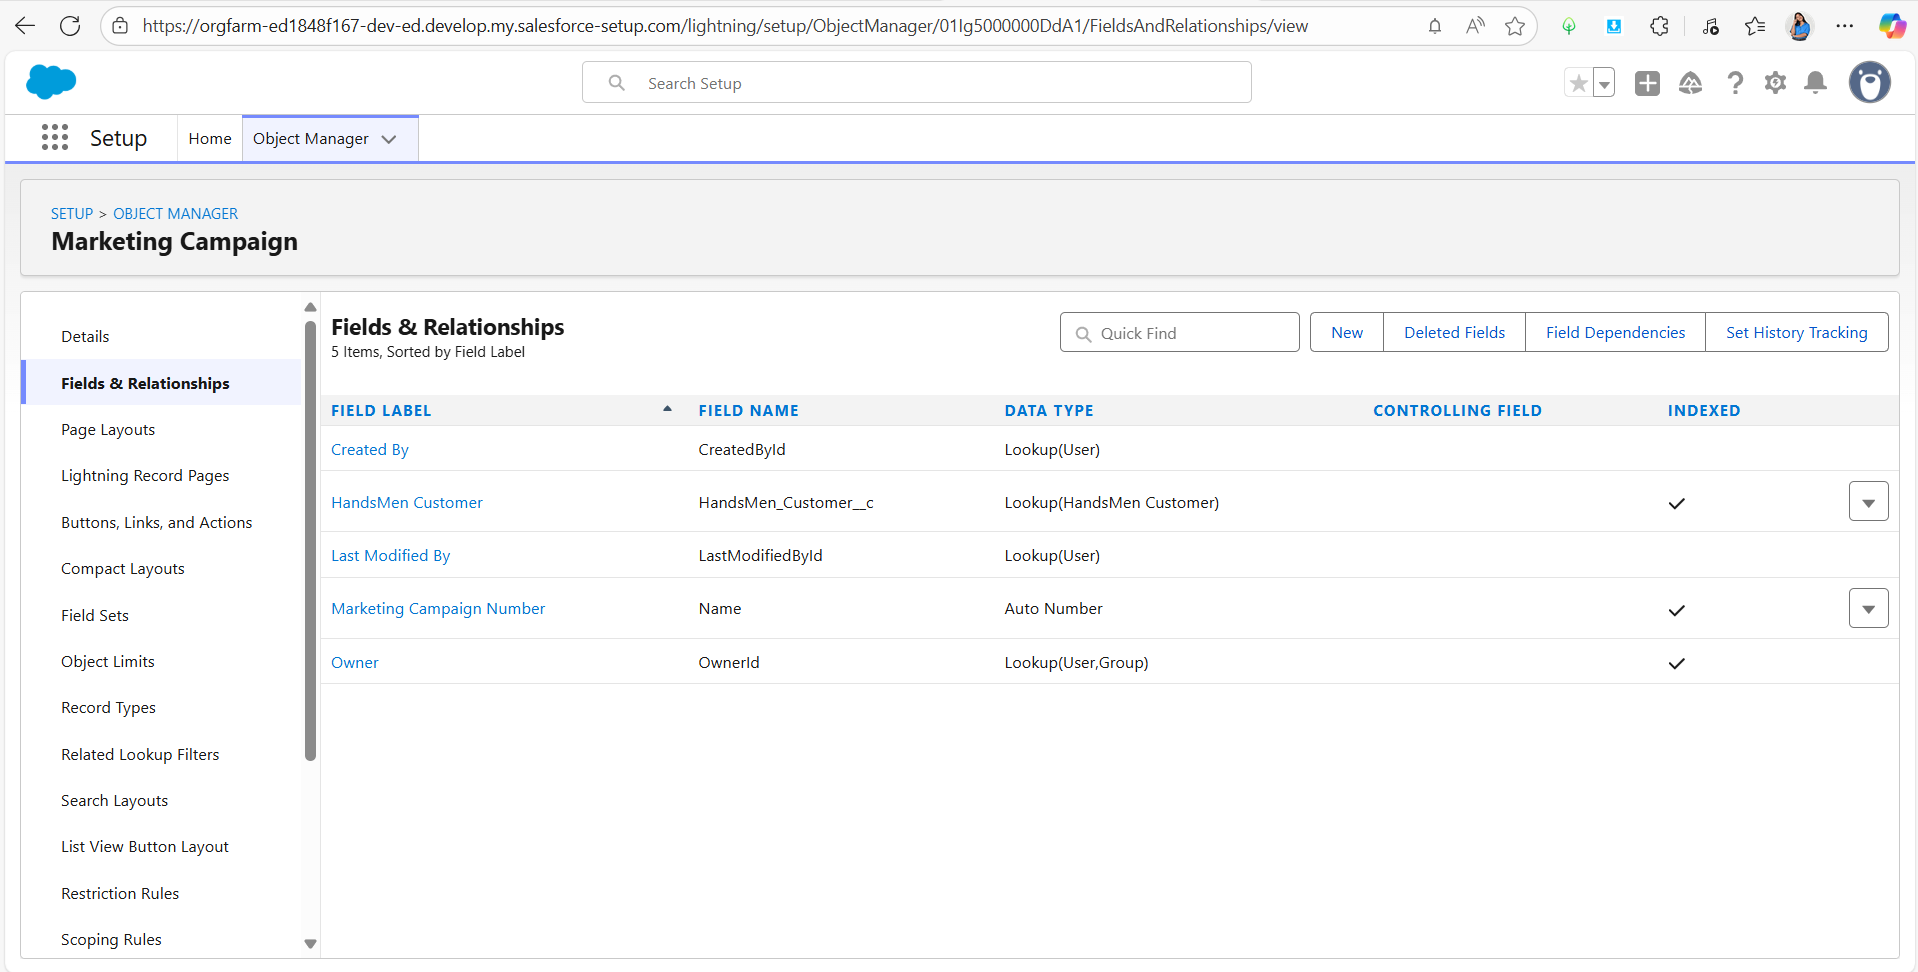 https://orgfarm-ed1848f167-dev-ed.develop.my.salesforce-setup.com/lightning/setup/ObjectManager/01Ig5000000DdA1/FieldsAndRelationships/view
Search Setup
Setup
Home
Object Manager
SETUP > OBJECT MANAGER
Marketing Campaign
Details
Fields & Relationships
Page Layouts
Lightning Record Pages
Buttons, Links, and Actions
Compact Layouts
Field Sets
Object Limits
Record Types
Related Lookup Filters
Search Layouts
List View Button Layout
Restriction Rules
Scoping Rules
Fields & Relationships
5 Items, Sorted by Field Label
Quick Find
New
Deleted Fields
Field Dependencies
Set History Tracking
FIELD LABEL FIELD NAME DATA TYPE CONTROLLING FIELD INDEXED
Created By CreatedById Lookup(User)
HandsMen Customer HandsMen_Customer__c Lookup(HandsMen Customer)
Last Modified By LastModifiedById Lookup(User)
Marketing Campaign Number Name Auto Number
Owner OwnerId Lookup(User,Group)